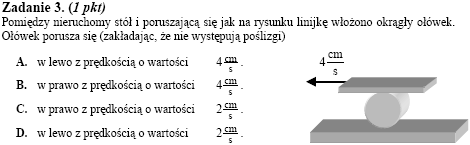 Zadanie 3. (1 pkt)
Pomiędzy nieruchomy stół i poruszającą się jak na rysunku linijkę włożono okrągły ołówek.
Ołówek porusza się (zakładając, że nie występują poślizgi)
A. w lewo z prędkością o wartości 4 cm/s .
B. w prawo z prędkością o wartości 4 cm/s .
C. w prawo z prędkością o wartości 2 cm/s .
D. w lewo z prędkością o wartości 2 cm/s .
4 cm/s